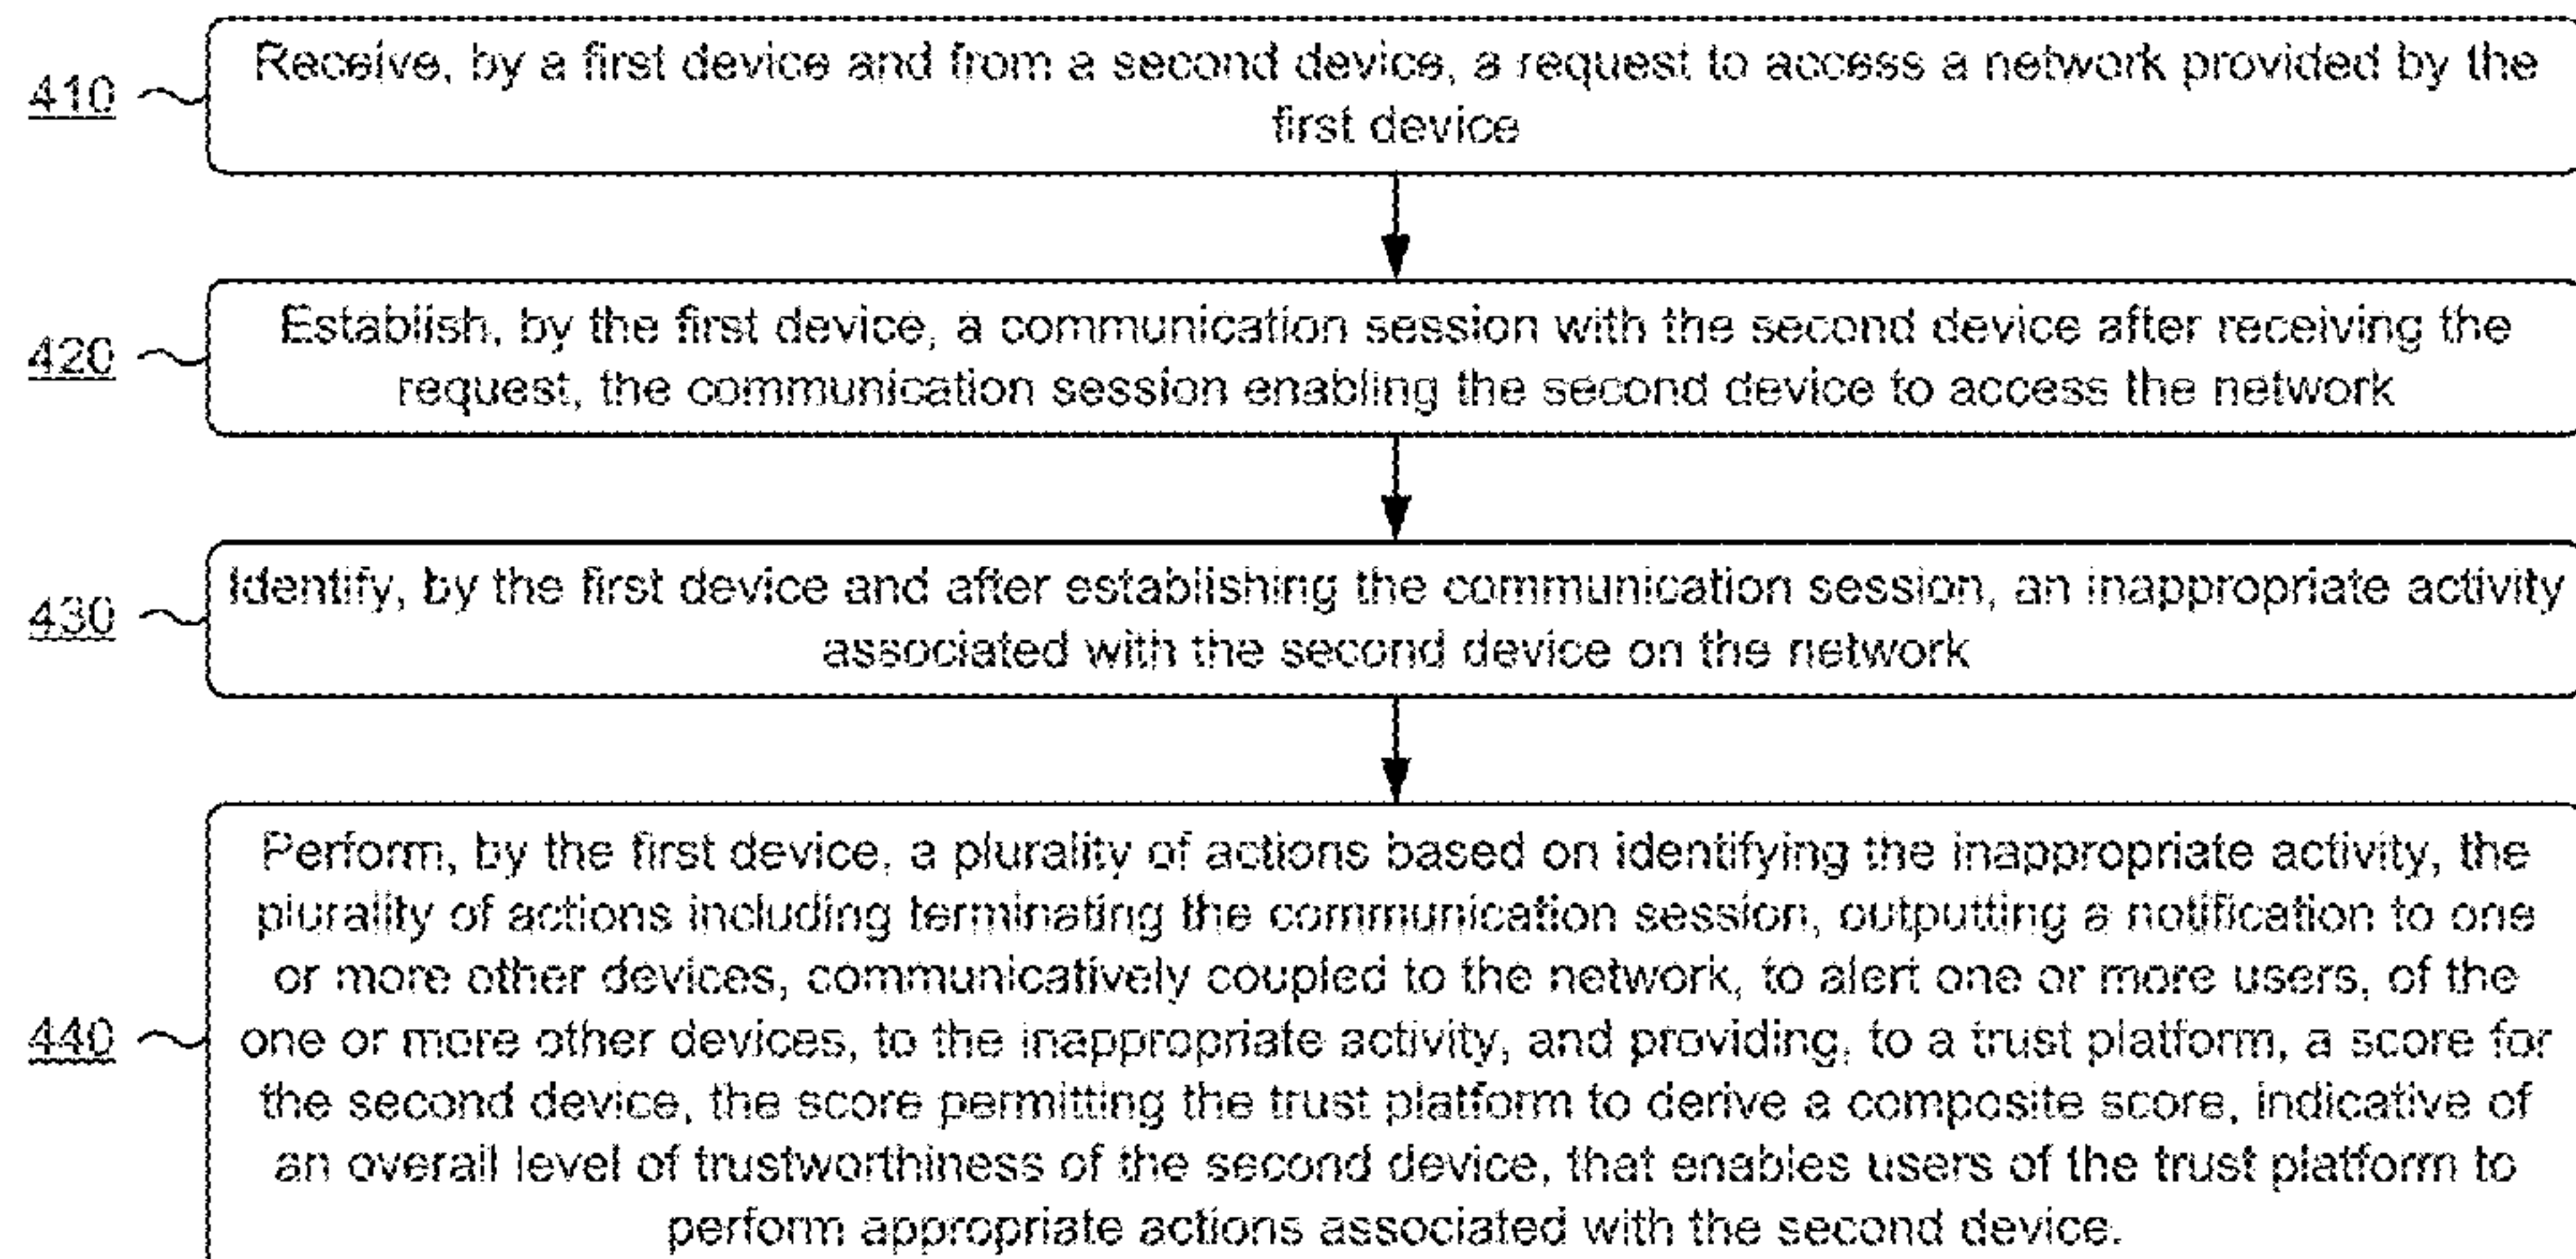 410
Receive, by a first device and from a second device, a request to access a network provided by the
first device
420
Establish, by the first device, a communication session with the second device after receiving the
request, the communication session enabling the second device to access the network
430
Identify, by the first device and after establishing the communication session, an inappropriate activity
associated with the second device on the network
440
Perform, by the first device, a plurality of actions based on identifying the inappropriate activity, the
plurality of actions including terminating the communication session, outputting a notification to one
or more other devices, communicatively coupled to the network, to alert one or more users, of the
one or more other devices, to the inappropriate activity, and providing, to a trust platform, a score for
the second device, the score permitting the trust platform to derive a composite score, indicative of
an overall level of trustworthiness of the second device, that enables users of the trust platform to
perform appropriate actions associated with the second device.